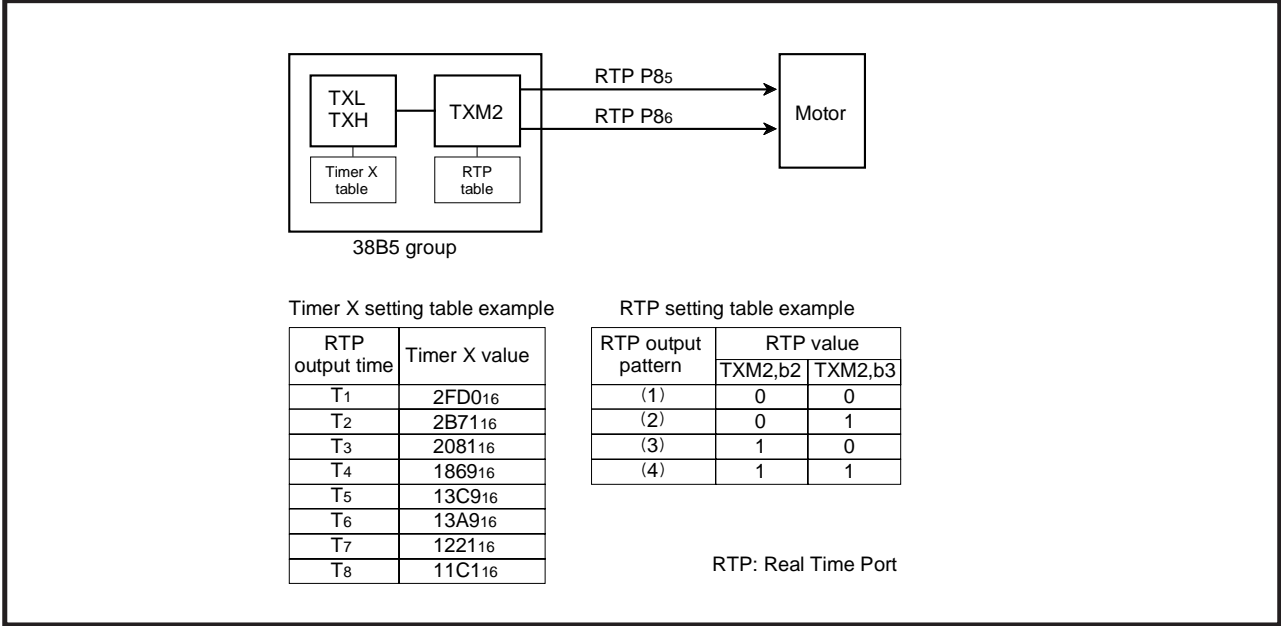 TXL
TXH
TXM2
RTP P85
RTP P86
Motor
Timer X
table
RTP
table
38B5 group
Timer X setting table example
RTP
output time
Timer X value
T1 2FD016
T2 2B7116
T3 208116
T4 186916
T5 13C916
T6 13A916
T7 122116
T8 11C116
RTP setting table example
RTP output
pattern
RTP value
TXM2,b2 TXM2,b3
(1) 0 0
(2) 0 1
(3) 1 0
(4) 1 1
RTP: Real Time Port